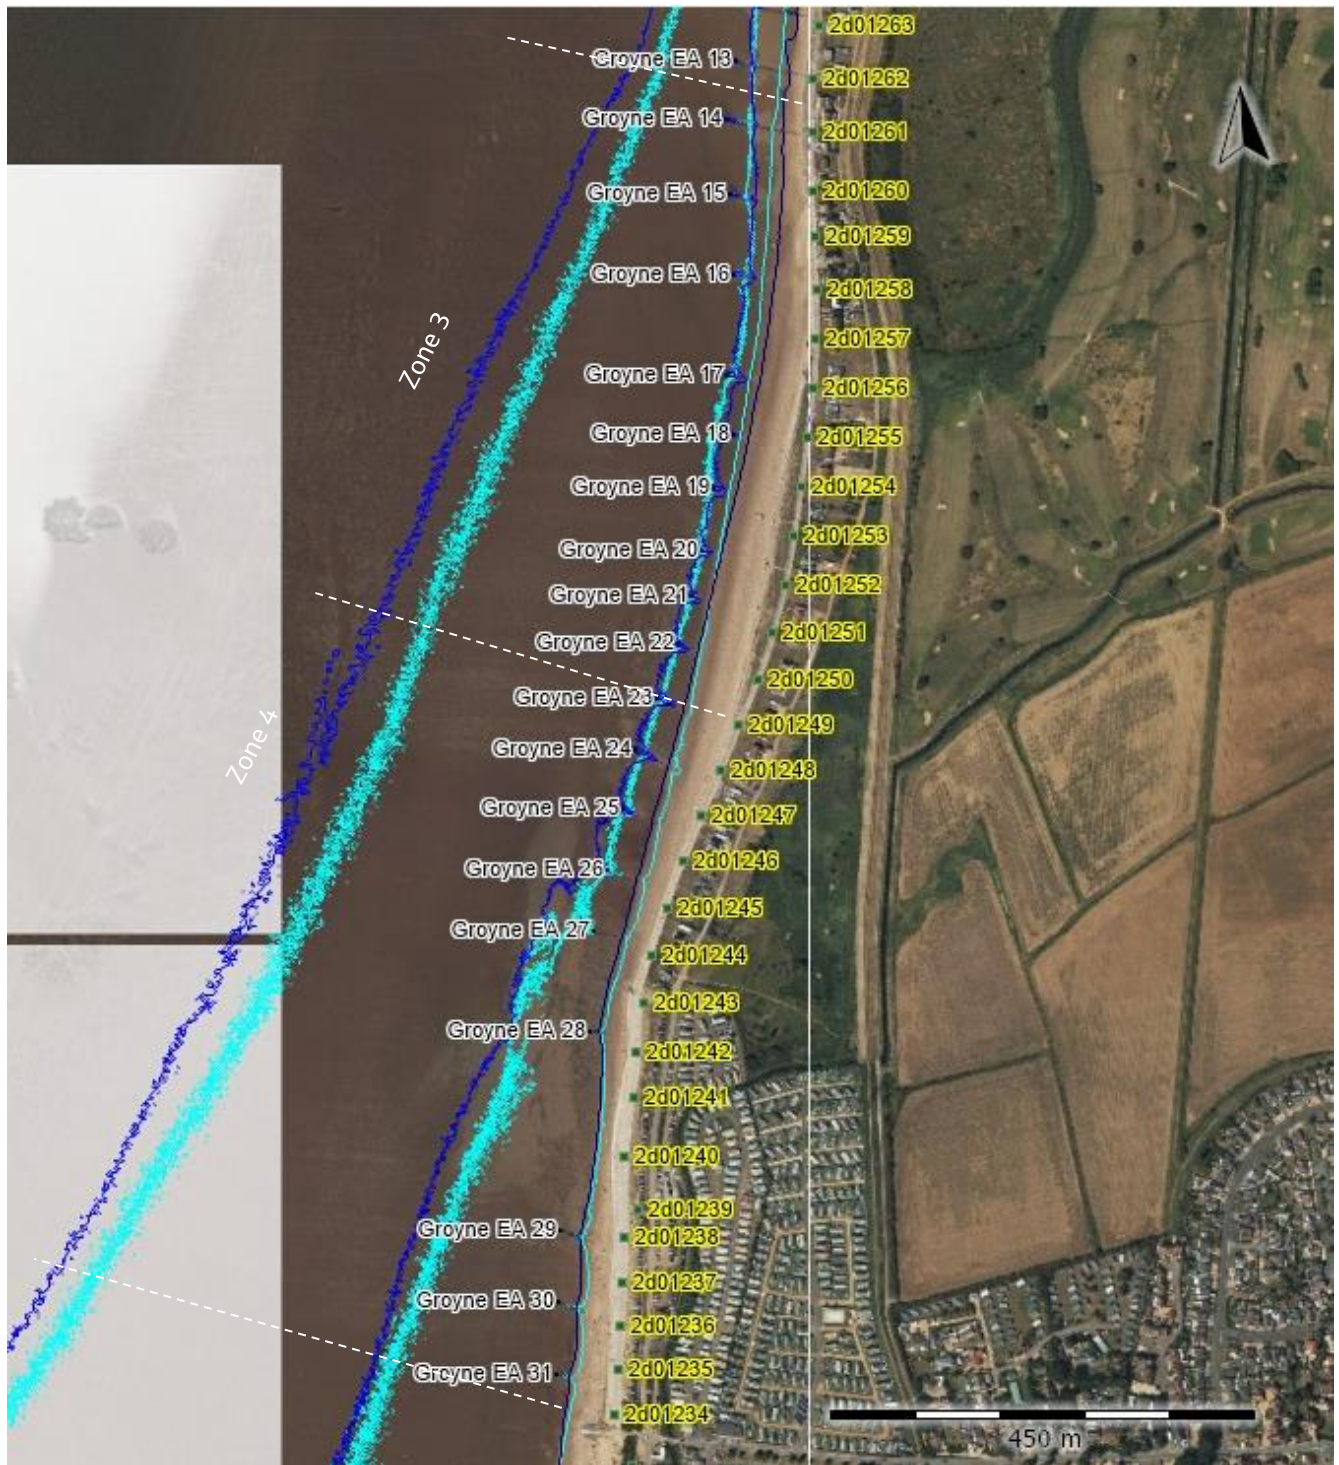 2d01263
Groyne EA 13
2d01262
Groyne EA 14
2d01261
Groyne EA 15
2d01260
2d01259
Groyne EA 16
2d01258
Zone 3
2d01257
Groyne EA 17
2d01256
Groyne EA 18
2d01255
Groyne EA 19
2d01254
2d01253
Groyne EA 20
2d01252
Groyne EA 21
2d01251
Groyne EA 22
2d01250
Groyne EA 23
2d01249
Zone 4
Groyne EA 24
2d01248
Groyne EA 25
2d01247
2d01246
Groyne EA 26
2d01245
Groyne EA 27
2d01244
2d01243
Groyne EA 28
2d01242
2d01241
2d01240
2d01239
Groyne EA 29
2d01238
2d01237
Groyne EA 30
2d01236
2d01235
Groyne EA 31
2d01234
450 m